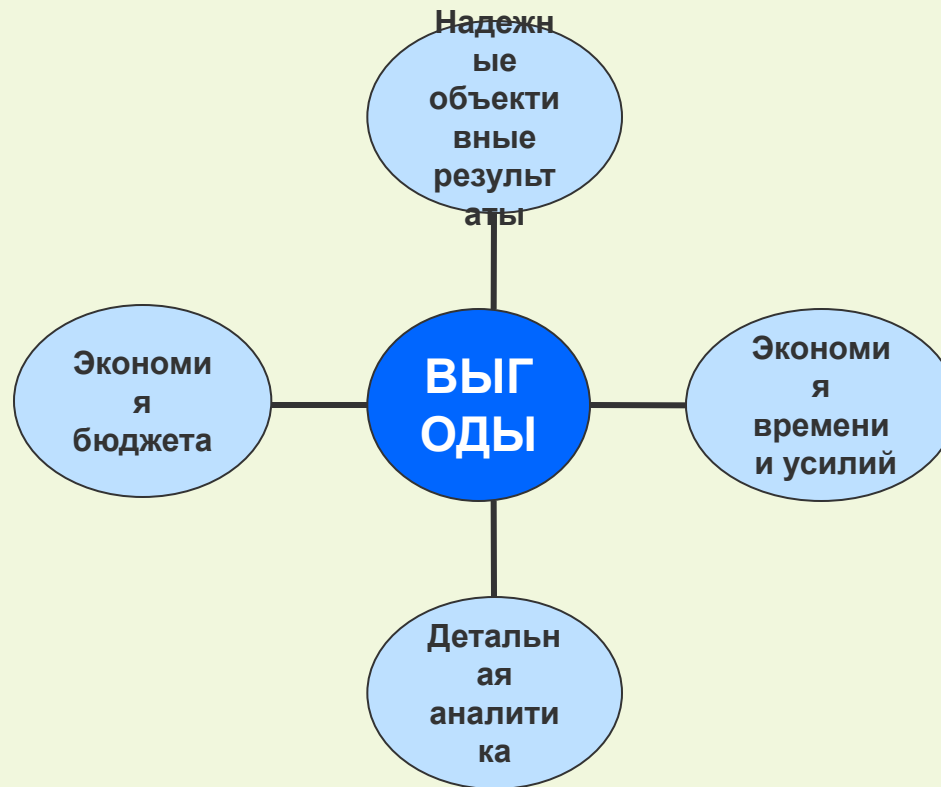 Надежн
ые
объекти
вные
результ
аты
Экономи
я
бюджета
ВЫГ
ОДЫ
Экономи
я
времени
и усилий
Детальн
ая
аналити
ка